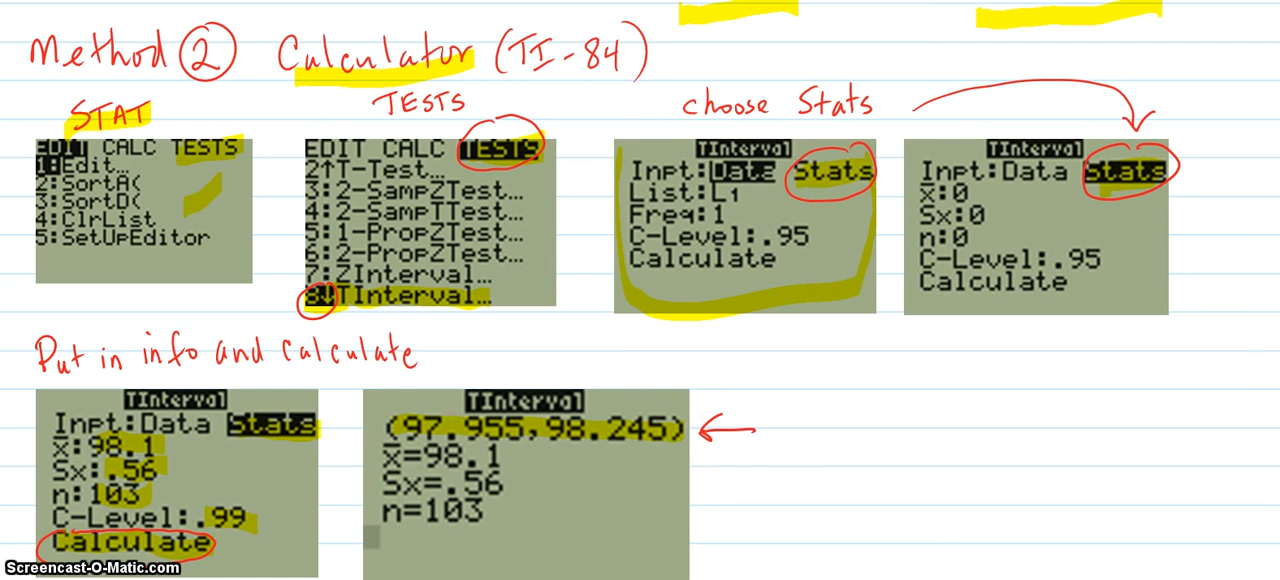 Method ② Calculator (TI-84)
STAT
EDIT CALC TESTS
1:Edit…
2:SortA(
3:SortD(
4:ClrList
5:SetUpEditor
TESTS
EDIT CALC TESTS
2↑T-Test…
3:2-SampZTest…
4:2-SampTTest…
5:1-PropZTest…
6:2-PropZTest…
7:ZInterval…
8↓TInterval…
choose Stats
TInterval
Inpt:Data Stats
List:L₁
Freq:1
C-Level:.95
Calculate
TInterval
Inpt:Data Stats
x̄:0
Sx:0
n:0
C-Level:.95
Calculate
Put in info and calculate
TInterval
Inpt:Data Stats
x̄:98.1
Sx:.56
n:103
C-Level:.99
Calculate
TInterval
(97.955,98.245)
x̄=98.1
Sx=.56
n=103
Screencast-O-Matic.com